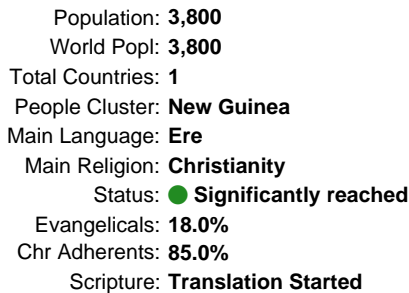 Population: 3,800
World Popl: 3,800
Total Countries: 1
People Cluster: New Guinea
Main Language: Ere
Main Religion: Christianity
Status: Significantly reached
Evangelicals: 18.0%
Chr Adherents: 85.0%
Scripture: Translation Started